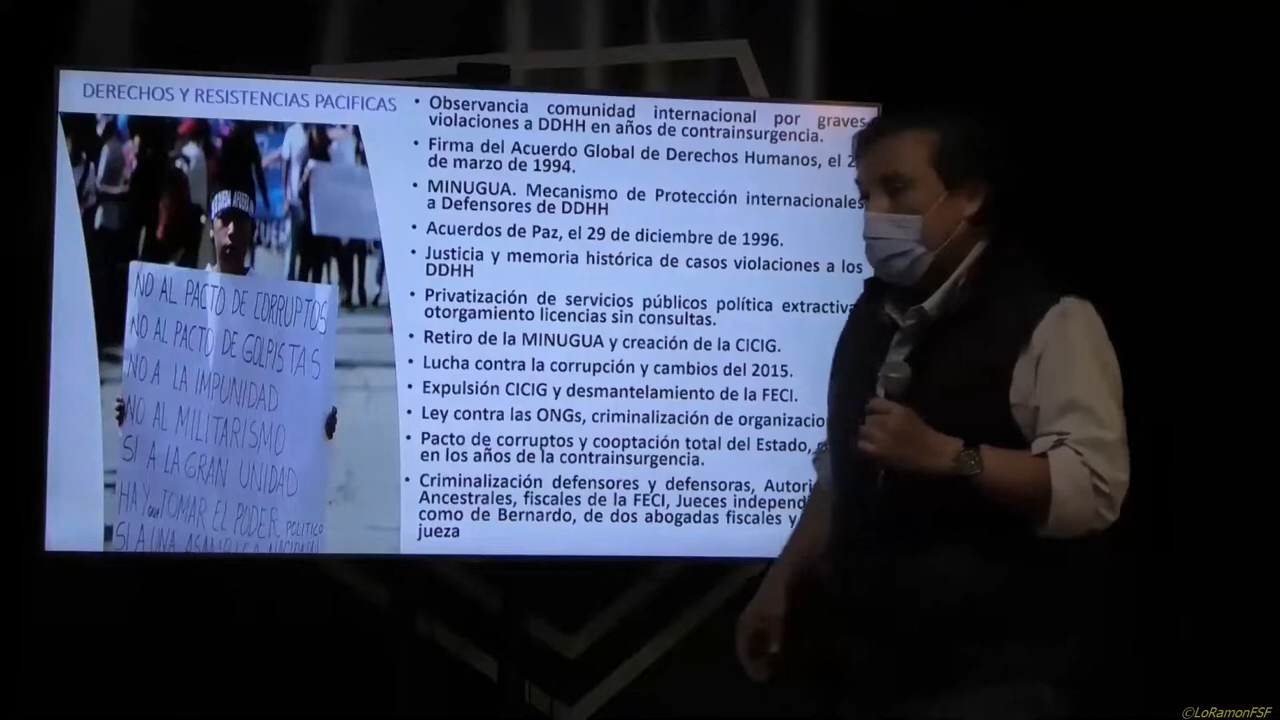 DERECHOS Y RESISTENCIAS PACIFICAS
NO AL PACTO DE CORRUPTOS
NO AL PACTO DE GOLPISTAS
NO A LA IMPUNIDAD
NO AL MILITARISMO
SI A LA GRAN UNIDAD
HAY QUE TOMAR EL PODER POLITICO
SI A UNA
• Observancia comunidad internacional por graves
violaciones a DDHH en años de contrainsurgencia.
• Firma del Acuerdo Global de Derechos Humanos, el 2
de marzo de 1994.
• MINUGUA. Mecanismo de Protección internacionales
a Defensores de DDHH
• Acuerdos de Paz, el 29 de diciembre de 1996.
• Justicia y memoria histórica de casos violaciones a los
DDHH
• Privatización de servicios públicos política extractiva
otorgamiento licencias sin consultas.
• Retiro de la MINUGUA y creación de la CICIG.
• Lucha contra la corrupción y cambios del 2015.
• Expulsión CICIG y desmantelamiento de la FECI.
• Ley contra las ONGs, criminalización de organizacio
• Pacto de corruptos y cooptación total del Estado,
en los años de la contrainsurgencia.
• Criminalización defensores y defensoras, Autori
Ancestrales, fiscales de la FECI, Jueces independ
como de Bernardo, de dos abogadas fiscales y
jueza
©LoRamonFSF